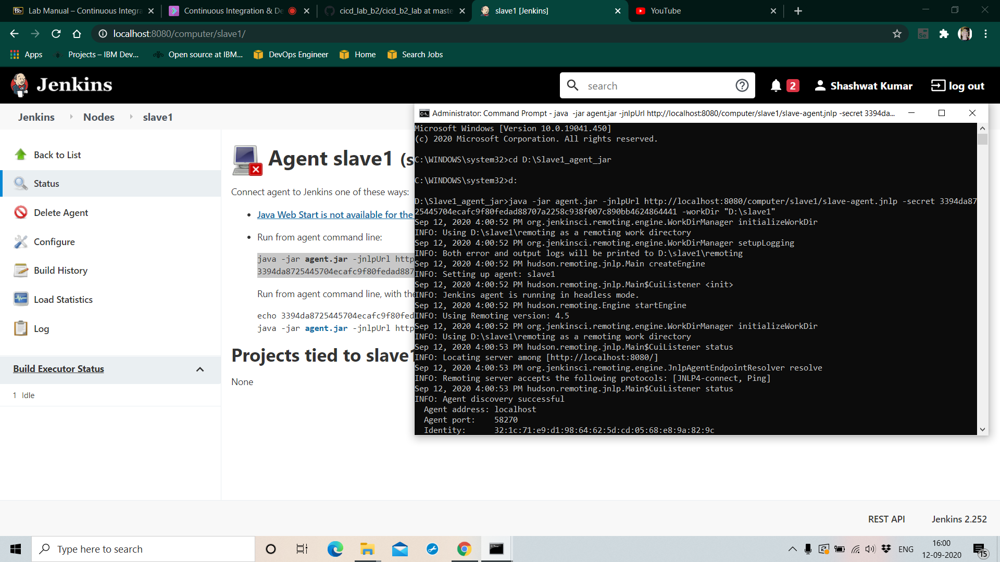 Lab Manual – Continuous Integra
Continuous Integration & De
cicd_lab_b2/cicd_b2_lab at maste
slave1 [Jenkins]
YouTube
localhost:8080/computer/slave1/
Apps
Projects – IBM Dev...
Open source at IBM...
DevOps Engineer
Home
Search Jobs
Jenkins
search
2
Shashwat Kumar
log out
Jenkins
Nodes
slave1
Back to List
Status
Delete Agent
Configure
Build History
Load Statistics
Log
Build Executor Status
1 Idle
Agent slave1 (s
Connect agent to Jenkins one of these ways:
Java Web Start is not available for the
Run from agent command line:
java -jar agent.jar -jnlpUrl http
3394da8725445704ecafc9f80fedad887
Run from agent command line, with the
echo 3394da8725445704ecafc9f80fed
java -jar agent.jar -jnlpUrl http
Projects tied to slave1
None
Administrator: Command Prompt - java -jar agent.jar -jnlpUrl http://localhost:8080/computer/slave1/slave-agent.jnlp -secret 3394da...
Microsoft Windows [Version 10.0.19041.450]
(c) 2020 Microsoft Corporation. All rights reserved.
C:\WINDOWS\system32>cd D:\Slave1_agent_jar
C:\WINDOWS\system32>d:
D:\Slave1_agent_jar>java -jar agent.jar -jnlpUrl http://localhost:8080/computer/slave1/slave-agent.jnlp -secret 3394da87
25445704ecafc9f80fedad88707a2258c938f007c890bb4624864441 -workDir "D:\slave1"
Sep 12, 2020 4:00:52 PM org.jenkinsci.remoting.engine.WorkDirManager initializeWorkDir
INFO: Using D:\slave1\remoting as a remoting work directory
Sep 12, 2020 4:00:52 PM org.jenkinsci.remoting.engine.WorkDirManager setupLogging
INFO: Both error and output logs will be printed to D:\slave1\remoting
Sep 12, 2020 4:00:52 PM hudson.remoting.jnlp.Main createEngine
INFO: Setting up agent: slave1
Sep 12, 2020 4:00:52 PM hudson.remoting.jnlp.Main$CuiListener <init>
INFO: Jenkins agent is running in headless mode.
Sep 12, 2020 4:00:52 PM hudson.remoting.Engine startEngine
INFO: Using Remoting version: 4.5
Sep 12, 2020 4:00:52 PM org.jenkinsci.remoting.engine.WorkDirManager initializeWorkDir
INFO: Using D:\slave1\remoting as a remoting work directory
Sep 12, 2020 4:00:53 PM hudson.remoting.jnlp.Main$CuiListener status
INFO: Locating server among [http://localhost:8080/]
Sep 12, 2020 4:00:53 PM org.jenkinsci.remoting.engine.JnlpAgentEndpointResolver resolve
INFO: Remoting server accepts the following protocols: [JNLP4-connect, Ping]
Sep 12, 2020 4:00:53 PM hudson.remoting.jnlp.Main$CuiListener status
INFO: Agent discovery successful
Agent address: localhost
Agent port: 58270
Identity: 32:1c:71:e9:d1:98:64:62:5d:cd:05:68:e8:9a:82:9c
REST API
Jenkins 2.252
Type here to search
ENG
16:00
12-09-2020
15